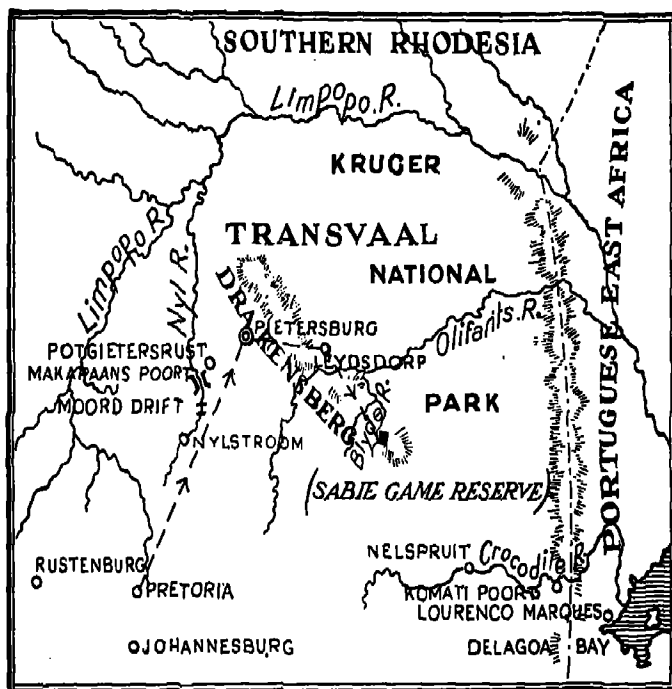 SOUTHERN RHODESIA
Limpopo. R.
KRUGER
PORTUGUESE EAST AFRICA
TRANSVAAL
Limpopo R.
Nyl R.
NATIONAL
DRAKENSBERG
PIETERSBURG
Olifants. R.
POTGIETERSRUST
LEYDSDORP
MAKAPAANS POORT
MOORD DRIFT
PARK
NYLSTROOM
(SABIE GAME RESERVE)
NELSPRUIT
Crocodile R.
RUSTENBURG
PRETORIA
KOMATI POORT
LOURENCO MARQUES
JOHANNESBURG
DELAGOA BAY